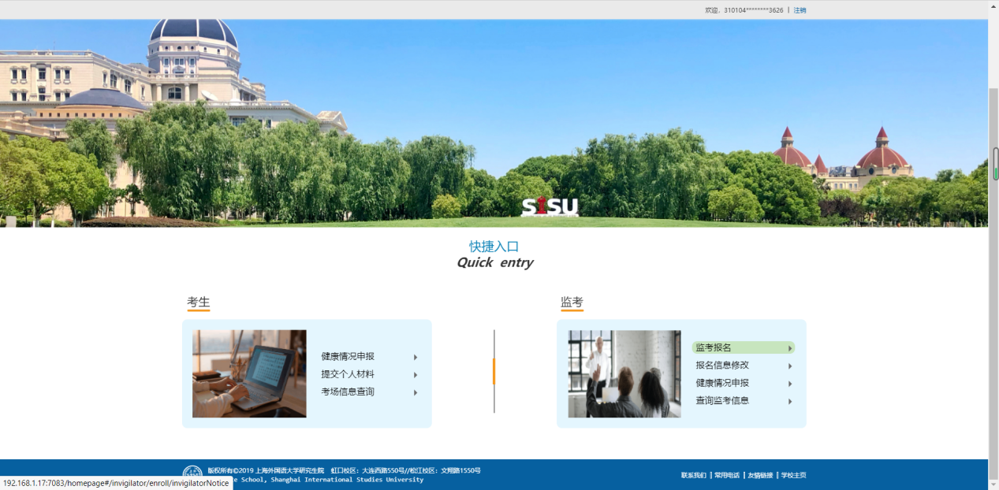 欢迎，310104********3626 | 注销
SISU
快捷入口
Quick entry
考生
监考
健康情况申报
提交个人材料
考场信息查询
监考报名
报名信息修改
健康情况申报
查询监考信息
版权所有©2019 上海外国语大学研究生院 虹口校区：大连西路550号//松江校区：文翔路1550号
e School, Shanghai International Studies University
联系我们 | 常用电话 | 友情链接 | 学校主页
192.168.1.17:7083/homepage#/invigilator/enroll/invigilatorNotice